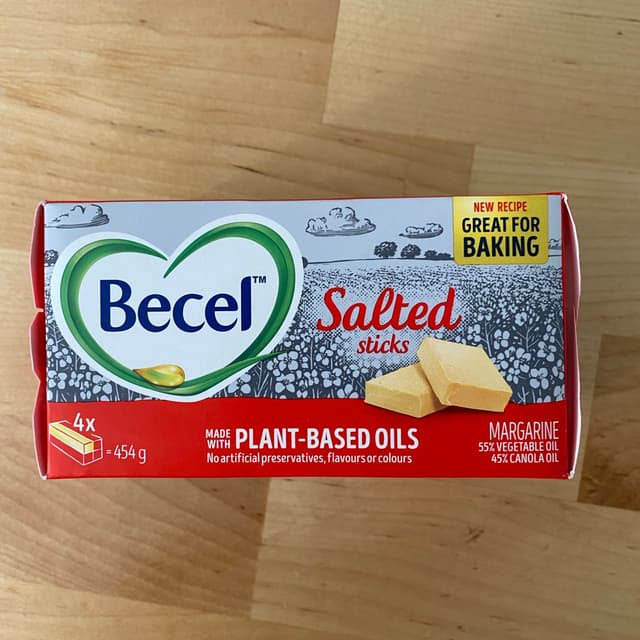 NEW RECIPE
GREAT FOR
BAKING
Becel™
Salted
sticks
4x
=454 g
MADE WITH PLANT-BASED OILS
No artificial preservatives, flavours or colours
MARGARINE
55% VEGETABLE OIL
45% CANOLA OIL